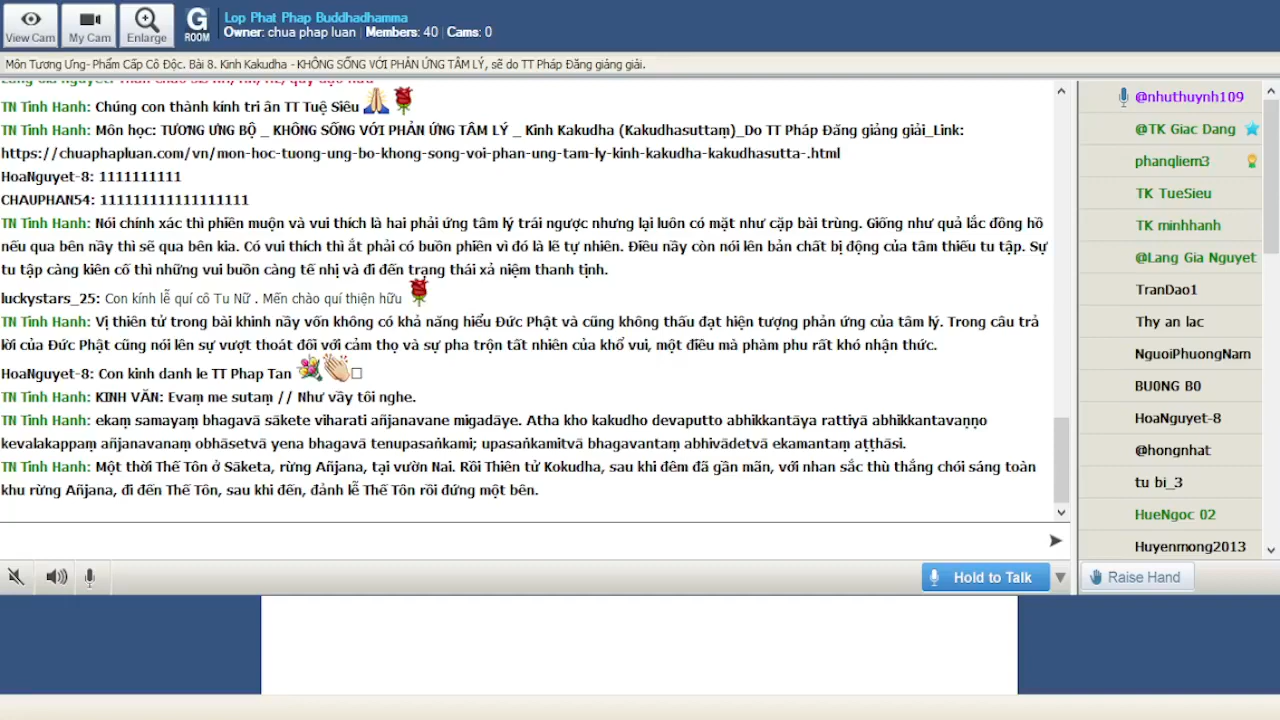 View Cam
My Cam
Enlarge
G
ROOM
Lop Phat Phap Buddhadhamma
Owner: chua phap luan | Members: 40 | Cams: 0
Môn Tương Ưng- Phẩm Cấp Cô Độc. Bài 8. Kinh Kakudha - KHÔNG SỐNG VỚI PHẢN ỨNG TÂM LÝ, sẽ do TT Pháp Đăng giảng giải.
TN Tinh Hanh: Chúng con thành kính tri ân TT Tuệ Siêu
TN Tinh Hanh: Môn học: TƯƠNG ƯNG BỘ _ KHÔNG SỐNG VỚI PHẢN ỨNG TÂM LÝ _ Kinh Kakudha (Kakudhasuttaṃ)_Do TT Pháp Đăng giảng giải_Link:
https://chuaphapluan.com/vn/mon-hoc-tuong-ung-bo-khong-song-voi-phan-ung-tam-ly-kinh-kakudha-kakudhasutta-.html
HoaNguyet-8: 1111111111
CHAUPHAN54: 111111111111111111
TN Tinh Hanh: Nói chính xác thì phiền muộn và vui thích là hai phải ứng tâm lý trái ngược nhưng lại luôn có mặt như cặp bài trùng. Giống như quả lắc đồng hồ
nếu qua bên nầy thì sẽ qua bên kia. Có vui thích thì ắt phải có buồn phiền vì đó là lẽ tự nhiên. Điều nầy còn nói lên bản chất bị động của tâm thiếu tu tập. Sự
tu tập càng kiên cố thì những vui buồn càng tế nhị và đi đến trạng thái xả niệm thanh tịnh.
luckystars_25: Con kính lễ quí cô Tu Nữ . Mến chào quí thiện hữu
TN Tinh Hanh: Vị thiên tử trong bài khinh nầy vốn không có khả năng hiểu Đức Phật và cũng không thấu đạt hiện tượng phản ứng của tâm lý. Trong câu trả
lời của Đức Phật cũng nói lên sự vượt thoát đối với cảm thọ và sự pha trộn tất nhiên của khổ vui, một điều mà phàm phu rất khó nhận thức.
HoaNguyet-8: Con kinh danh le TT Phap Tan
TN Tinh Hanh: KINH VĂN: Evaṃ me sutaṃ // Như vầy tôi nghe.
TN Tinh Hanh: ekaṃ samayaṃ bhagavā sākete viharati añjanavane migadāye. Atha kho kakudho devaputto abhikkantāya rattiyā abhikkantavaṇṇo
kevalakappaṃ añjanavanaṃ obhāsetvā yena bhagavā tenupasaṅkami; upasaṅkamitvā bhagavantaṃ abhivādetvā ekamantaṃ aṭṭhāsi.
TN Tinh Hanh: Một thời Thế Tôn ở Sāketa, rừng Añjana, tại vườn Nai. Rồi Thiên tử Kokudha, sau khi đêm đã gần mãn, với nhan sắc thù thắng chói sáng toàn
khu rừng Añjana, đi đến Thế Tôn, sau khi đến, đảnh lễ Thế Tôn rồi đứng một bên.
Hold to Talk
@nhuthuynh109
@TK Giac Dang
phanqliem3
TK TueSieu
TK minhhanh
@Lang Gia Nguyet
TranDao1
Thy an lac
NguoiPhuongNam
BU0NG B0
HoaNguyet-8
@hongnhat
tu bi_3
HueNgoc 02
Huyenmong2013
Raise Hand